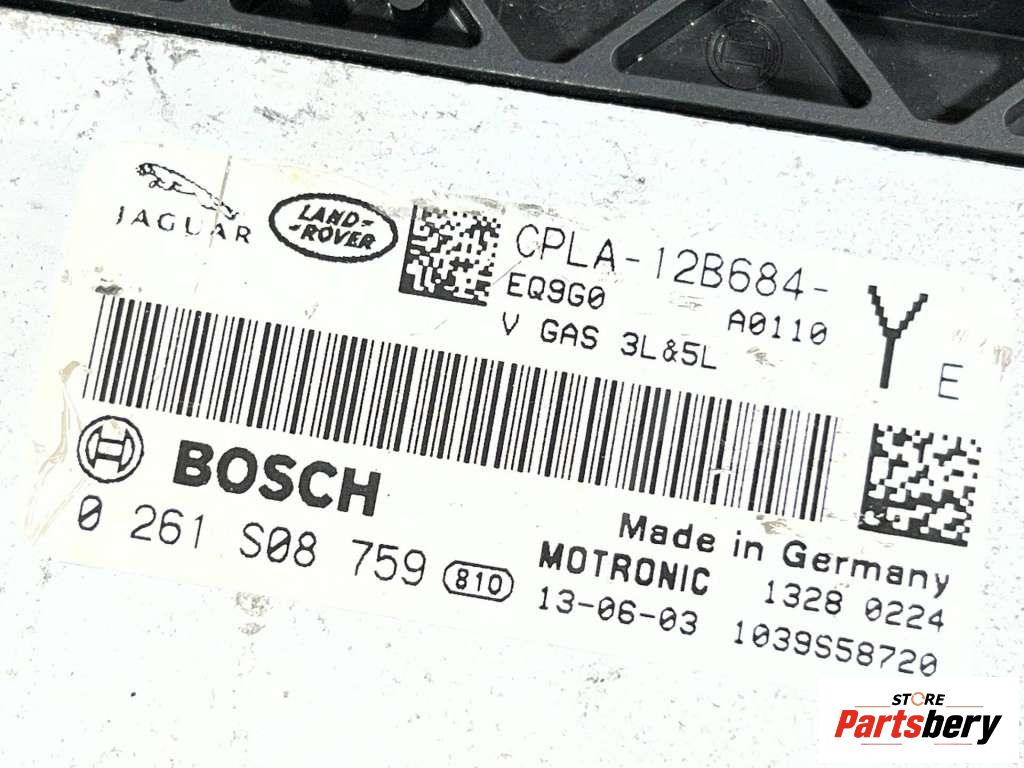 JAGUAR
LAND-
-ROVER
CPLA-12B684-
Y E
EQ9G0
A0110
V GAS 3L&5L
BOSCH
0 261 S08 759 810
Made in Germany
MOTRONIC 1328 0224
13-06-03 1039S58720
STORE
Partsbery